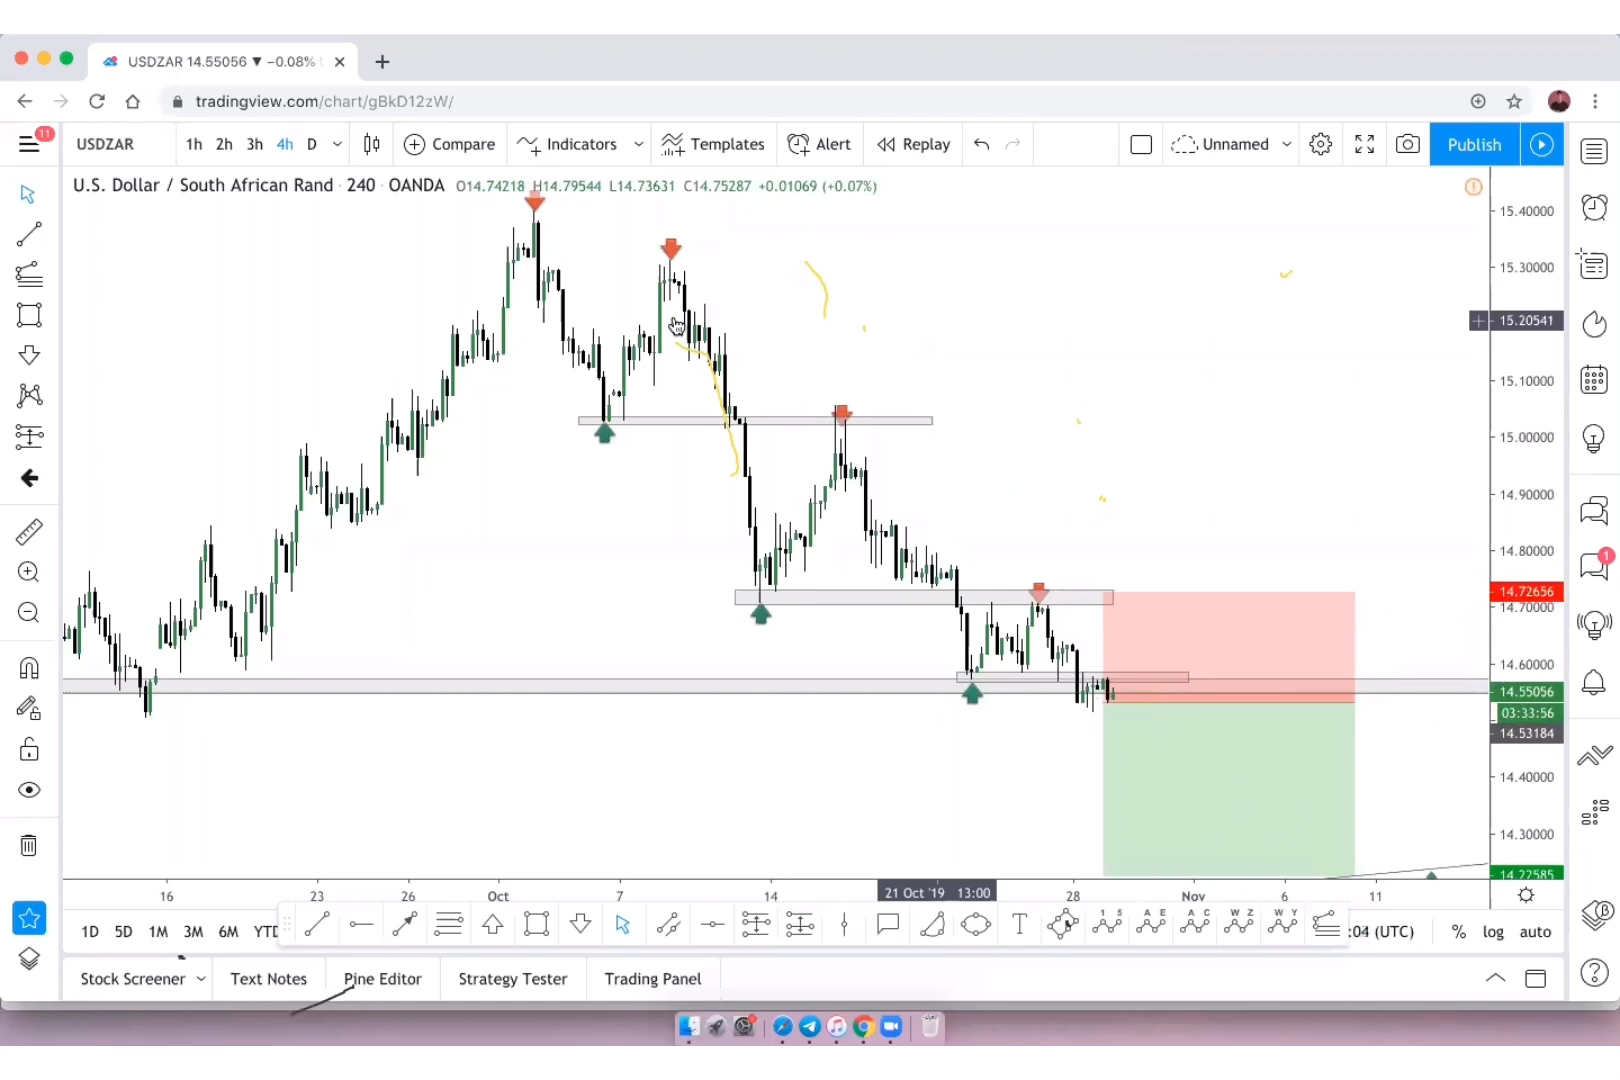 USDZAR 14.55056 ▼ −0.08%
tradingview.com/chart/gBkD12zW/
11
USDZAR 1h 2h 3h 4h D Compare Indicators Templates Alert Replay Unnamed Publish
U.S. Dollar / South African Rand · 240 · OANDA O14.74218 H14.79544 L14.73631 C14.75287 +0.01069 (+0.07%)
15.40000
15.30000
15.20541
15.10000
15.00000
14.90000
14.80000
14.72656
14.70000
14.60000
14.55056
03:33:56
14.53184
14.40000
14.30000
14.27585
1
16 23 26 Oct 7 14 21 Oct '19 13:00 28 Nov 6 11
1D 5D 1M 3M 6M YTD :04 (UTC) % log auto
Stock Screener Text Notes Pine Editor Strategy Tester Trading Panel